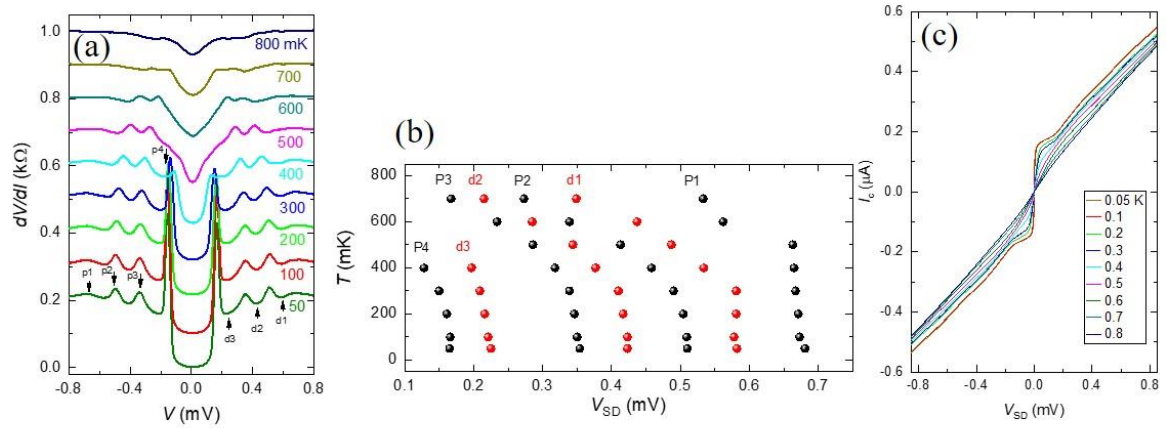 (a)
dV/dI (kΩ)
1.0
0.8
0.6
0.4
0.2
0.0
800 mK
700
600
500
400
300
200
100
50
p4
p1
p2
p3
d3
d2
d1
-0.8
-0.4
0.0
0.4
0.8
V (mV)
(b)
T (mK)
800
600
400
200
0
P3
d2
P2
d1
P1
P4
d3
0.1
0.2
0.3
0.4
0.5
0.6
0.7
V_SD (mV)
(c)
I_c (μA)
0.6
0.4
0.2
0.0
-0.2
-0.4
-0.6
0.05 K
0.1
0.2
0.3
0.4
0.5
0.6
0.7
0.8
-0.8
-0.4
0.0
0.4
0.8
V_SD (mV)